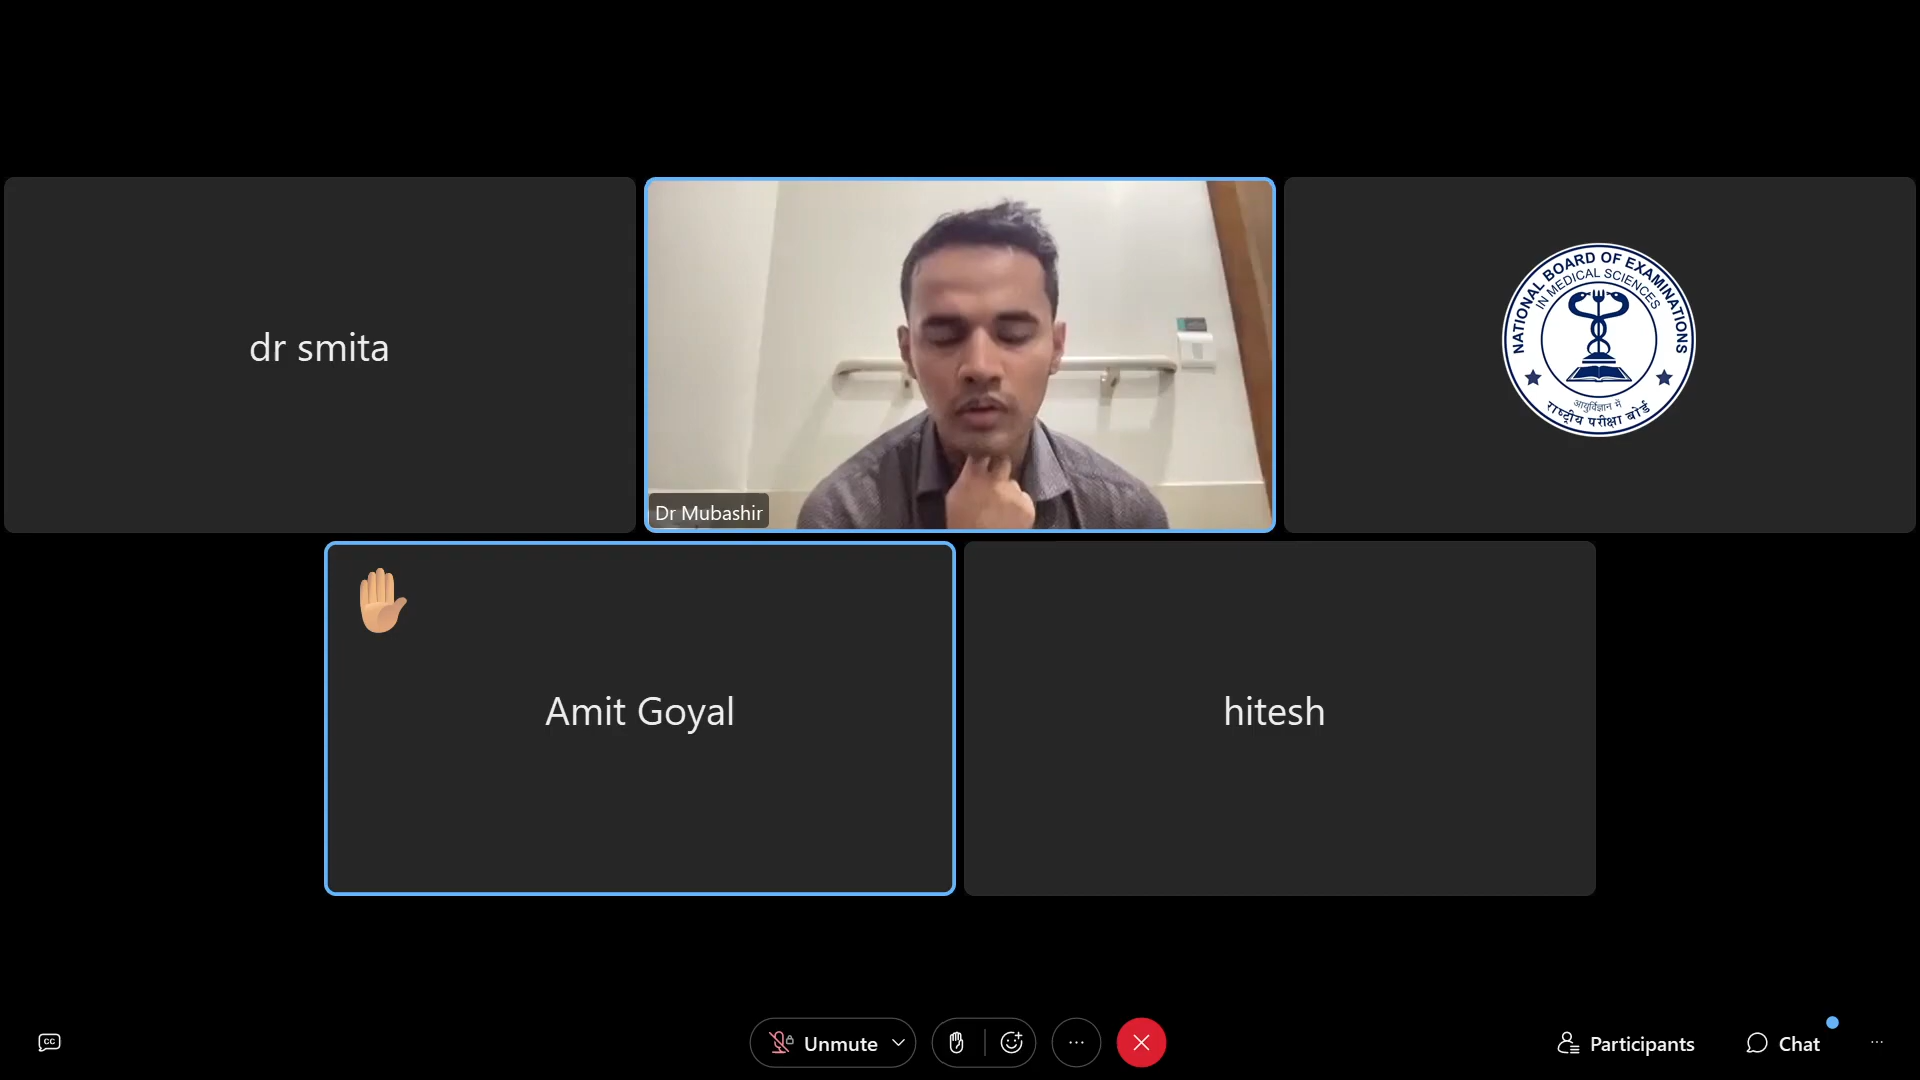 dr smita
Dr Mubashir
NATIONAL BOARD OF EXAMINATIONS
IN MEDICAL SCIENCES
आयुर्विज्ञान में
राष्ट्रीय परीक्षा बोर्ड
Amit Goyal
hitesh
CC
Unmute
Participants
Chat